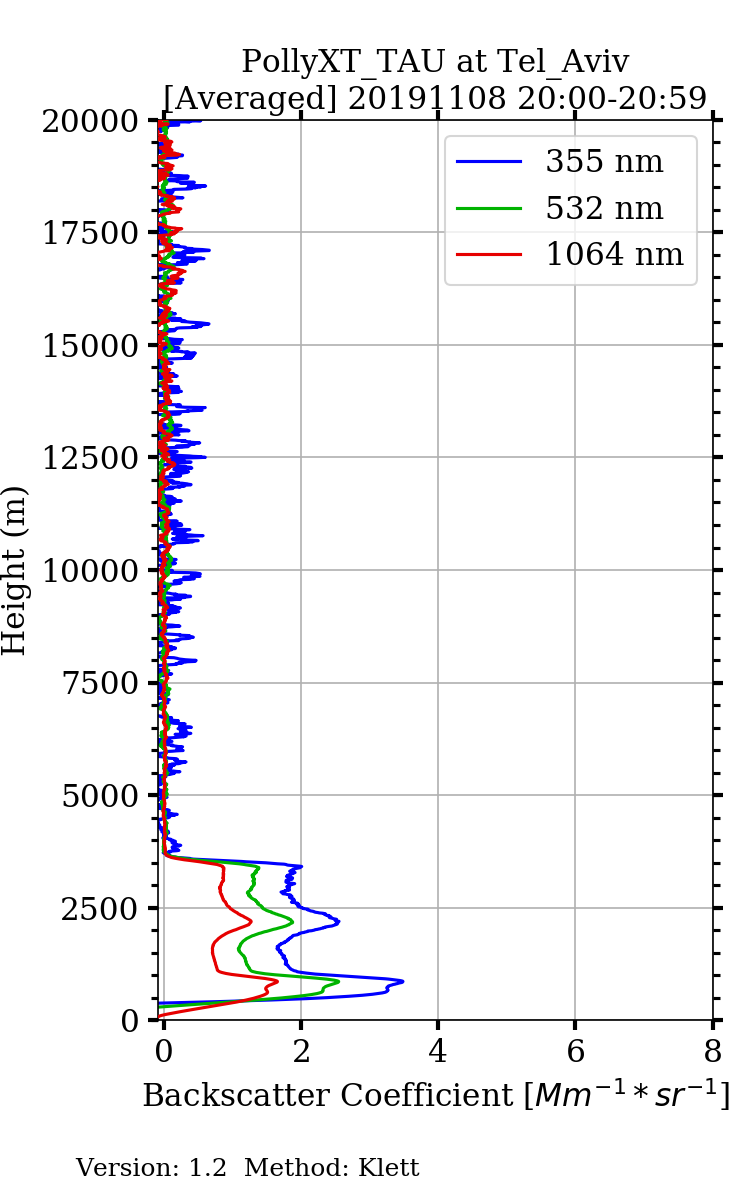 PollyXT_TAU at Tel_Aviv
[Averaged] 20191108 20:00-20:59
355 nm
532 nm
1064 nm
20000
17500
15000
12500
10000
7500
5000
2500
0
Height (m)
0 2 4 6 8
Backscatter Coefficient [Mm⁻¹ * sr⁻¹]
Version: 1.2 Method: Klett